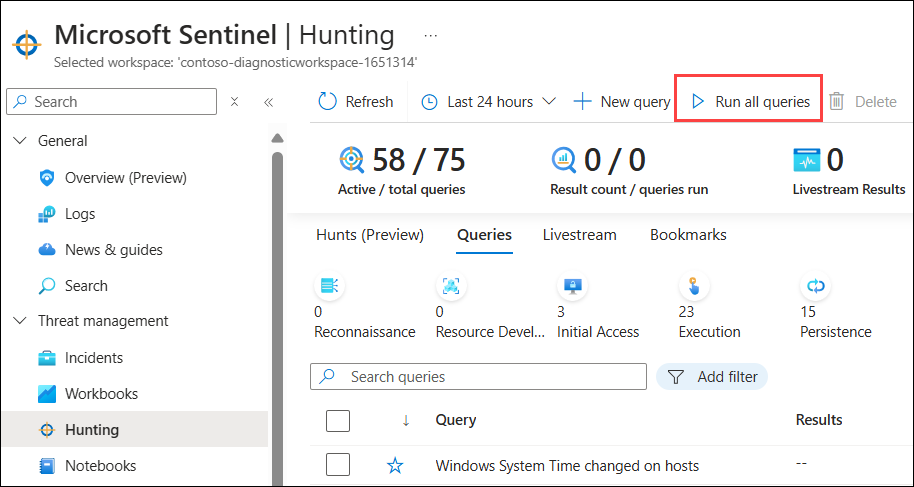 Microsoft Sentinel | Hunting ...
Selected workspace: 'contoso-diagnosticworkspace-1651314'
Search
Refresh Last 24 hours New query Run all queries Delete
General
Overview (Preview)
Logs
News & guides
Search
Threat management
Incidents
Workbooks
Hunting
Notebooks
58 / 75
Active / total queries
0 / 0
Result count / queries run
0
Livestream Results
Hunts (Preview) Queries Livestream Bookmarks
0
Reconnaissance
0
Resource Devel...
3
Initial Access
23
Execution
15
Persistence
Search queries
Add filter
Query Results
Windows System Time changed on hosts --